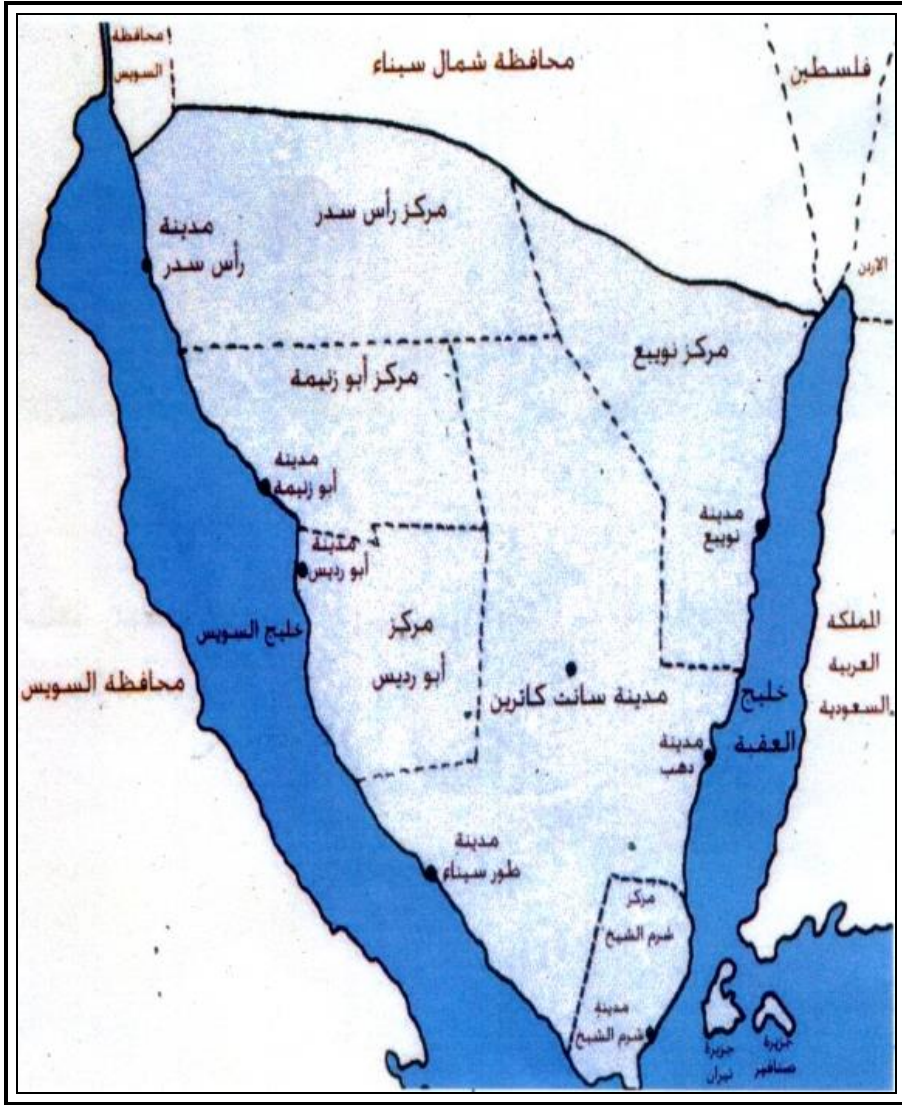 محافظة
السويس
محافظة شمال سيناء
فلسطين
الاردن
مركز رأس سدر
مدينة
رأس سدر
مركز نويبع
مركز أبو زنيمة
مدينة
أبو زنيمة
مدينة
نويبع
مدينة
أبو رديس
مركز
أبو رديس
خليج السويس
محافظة السويس
مدينة سانت كاترين
المملكة
العربية
السعودية
خليج
العقبة
مدينة
دهب
مدينة
طور سيناء
مركز
شرم الشيخ
مدينة
شرم الشيخ
جزيرة
تيران
جزيرة
صنافير